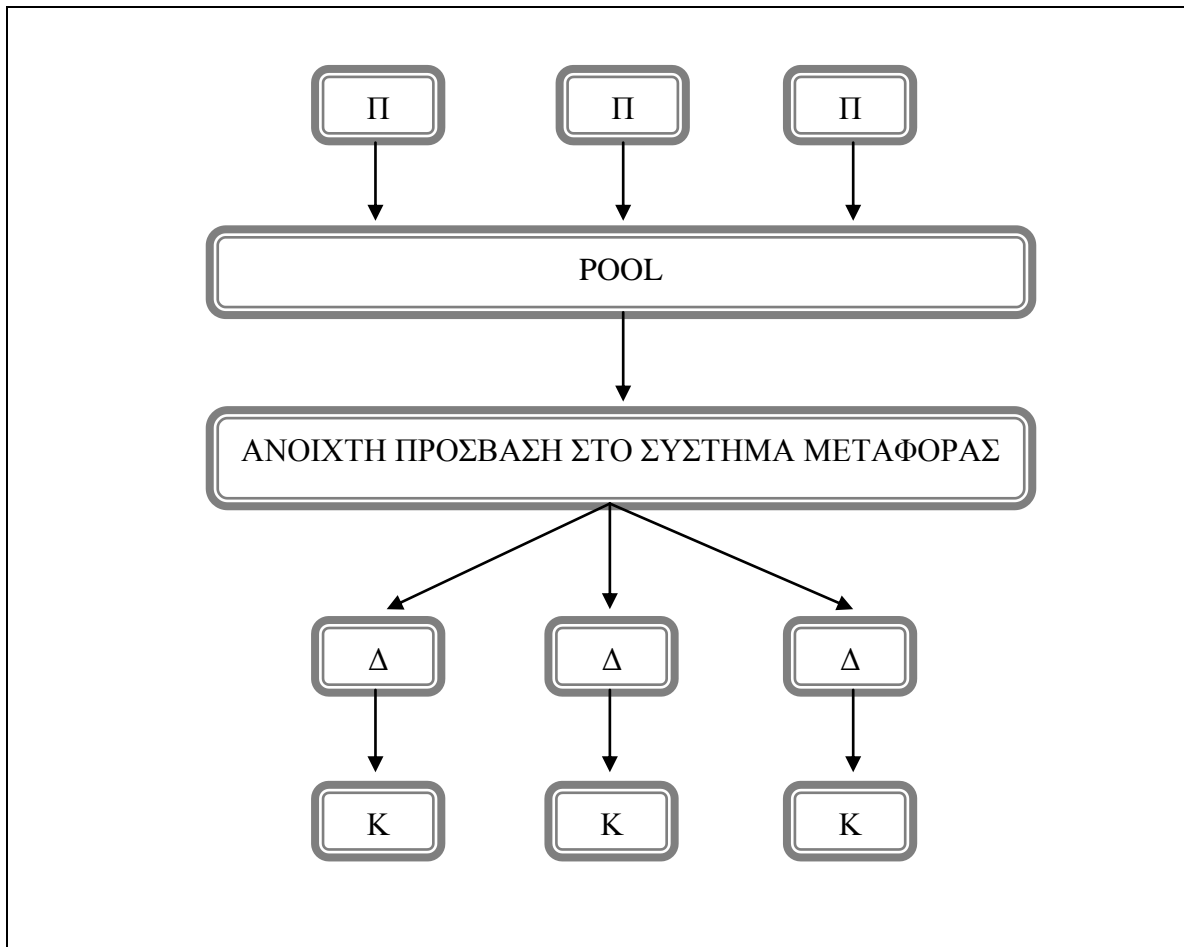 Π Π Π
POOL
ΑΝΟΙΧΤΗ ΠΡΟΣΒΑΣΗ ΣΤΟ ΣΥΣΤΗΜΑ ΜΕΤΑΦΟΡΑΣ
Δ Δ Δ
Κ Κ Κ